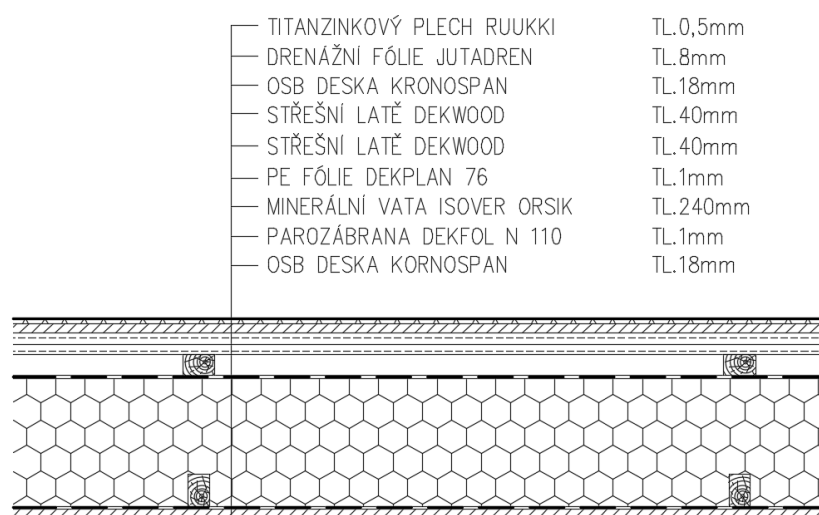 TITANZINKOVÝ PLECH RUUKKI TL.0,5mm
DRENÁŽNÍ FÓLIE JUTADREN TL.8mm
OSB DESKA KRONOSPAN TL.18mm
STŘEŠNÍ LATĚ DEKWOOD TL.40mm
STŘEŠNÍ LATĚ DEKWOOD TL.40mm
PE FÓLIE DEKPLAN 76 TL.1mm
MINERÁLNÍ VATA ISOVER ORSIK TL.240mm
PAROZÁBRANA DEKFOL N 110 TL.1mm
OSB DESKA KORNOSPAN TL.18mm